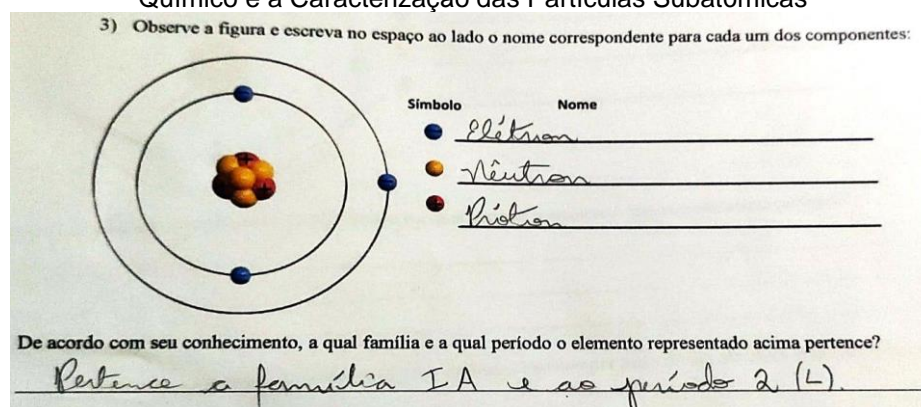 Químico e a Caracterização das Partículas Subatômicas
3) Observe a figura e escreva no espaço ao lado o nome correspondente para cada um dos componentes:
Símbolo Nome
Elétron
Nêutron
Próton
De acordo com seu conhecimento, a qual família e a qual período o elemento representado acima pertence?
Pertence a família IA e ao período 2 (L).